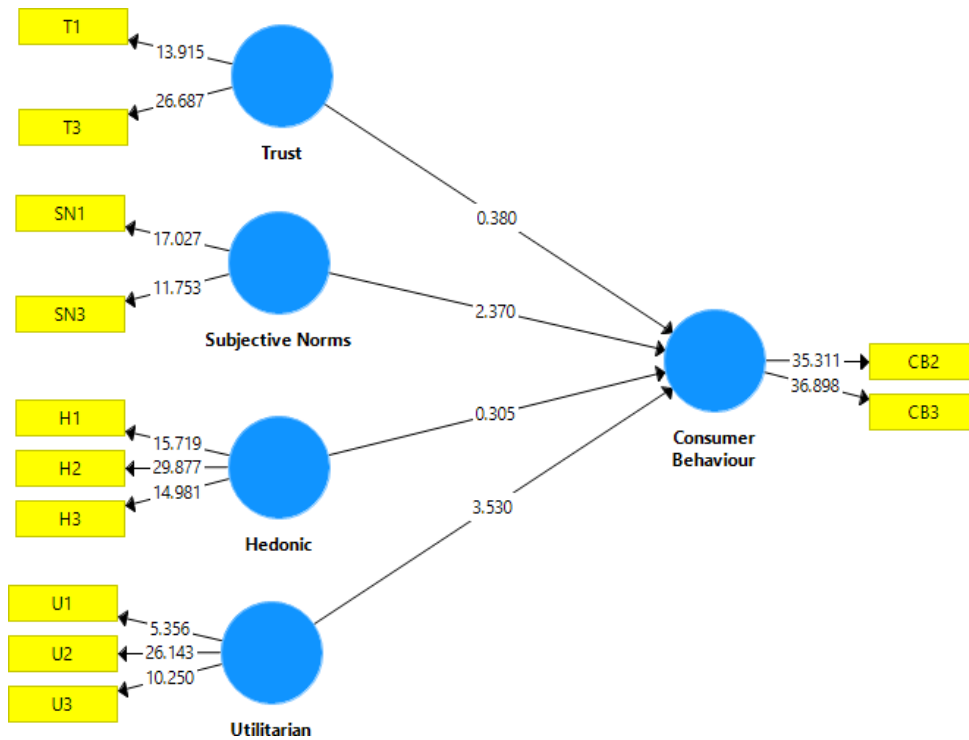 T1
13.915
26.687
T3
Trust
0.380
SN1
17.027
11.753
SN3
Subjective Norms
2.370
H1
15.719
H2
29.877
14.981
H3
Hedonic
0.305
U1
5.356
U2
26.143
10.250
U3
Utilitarian
3.530
35.311
CB2
36.898
CB3
Consumer
Behaviour